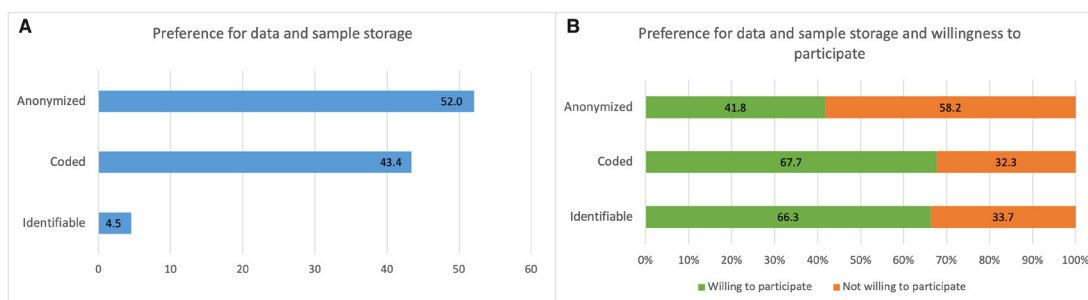 A
Preference for data and sample storage
Anonymized
52.0
Coded
43.4
Identifiable
4.5
0 10 20 30 40 50 60
B
Preference for data and sample storage and willingness to
participate
Anonymized
41.8 58.2
Coded
67.7 32.3
Identifiable
66.3 33.7
0% 10% 20% 30% 40% 50% 60% 70% 80% 90% 100%
Willing to participate Not willing to participate